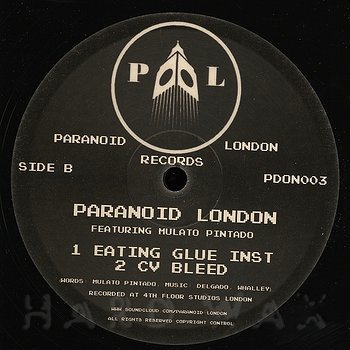 P L
PARANOID LONDON
RECORDS
SIDE B
PDON003
PARANOID LONDON
FEATURING MULATO PINTADO
1 EATING GLUE INST
2 CV BLEED
WORDS: MULATO PINTADO. MUSIC: DELGADO. WHALLEY:
RECORDED AT 4TH FLOOR STUDIOS LONDON
WWW.SOUNDCLOUD.COM/PARANOID-LONDON
ALL RIGHTS RESERVED COPYRIGHT CONTROL
HARDWAX